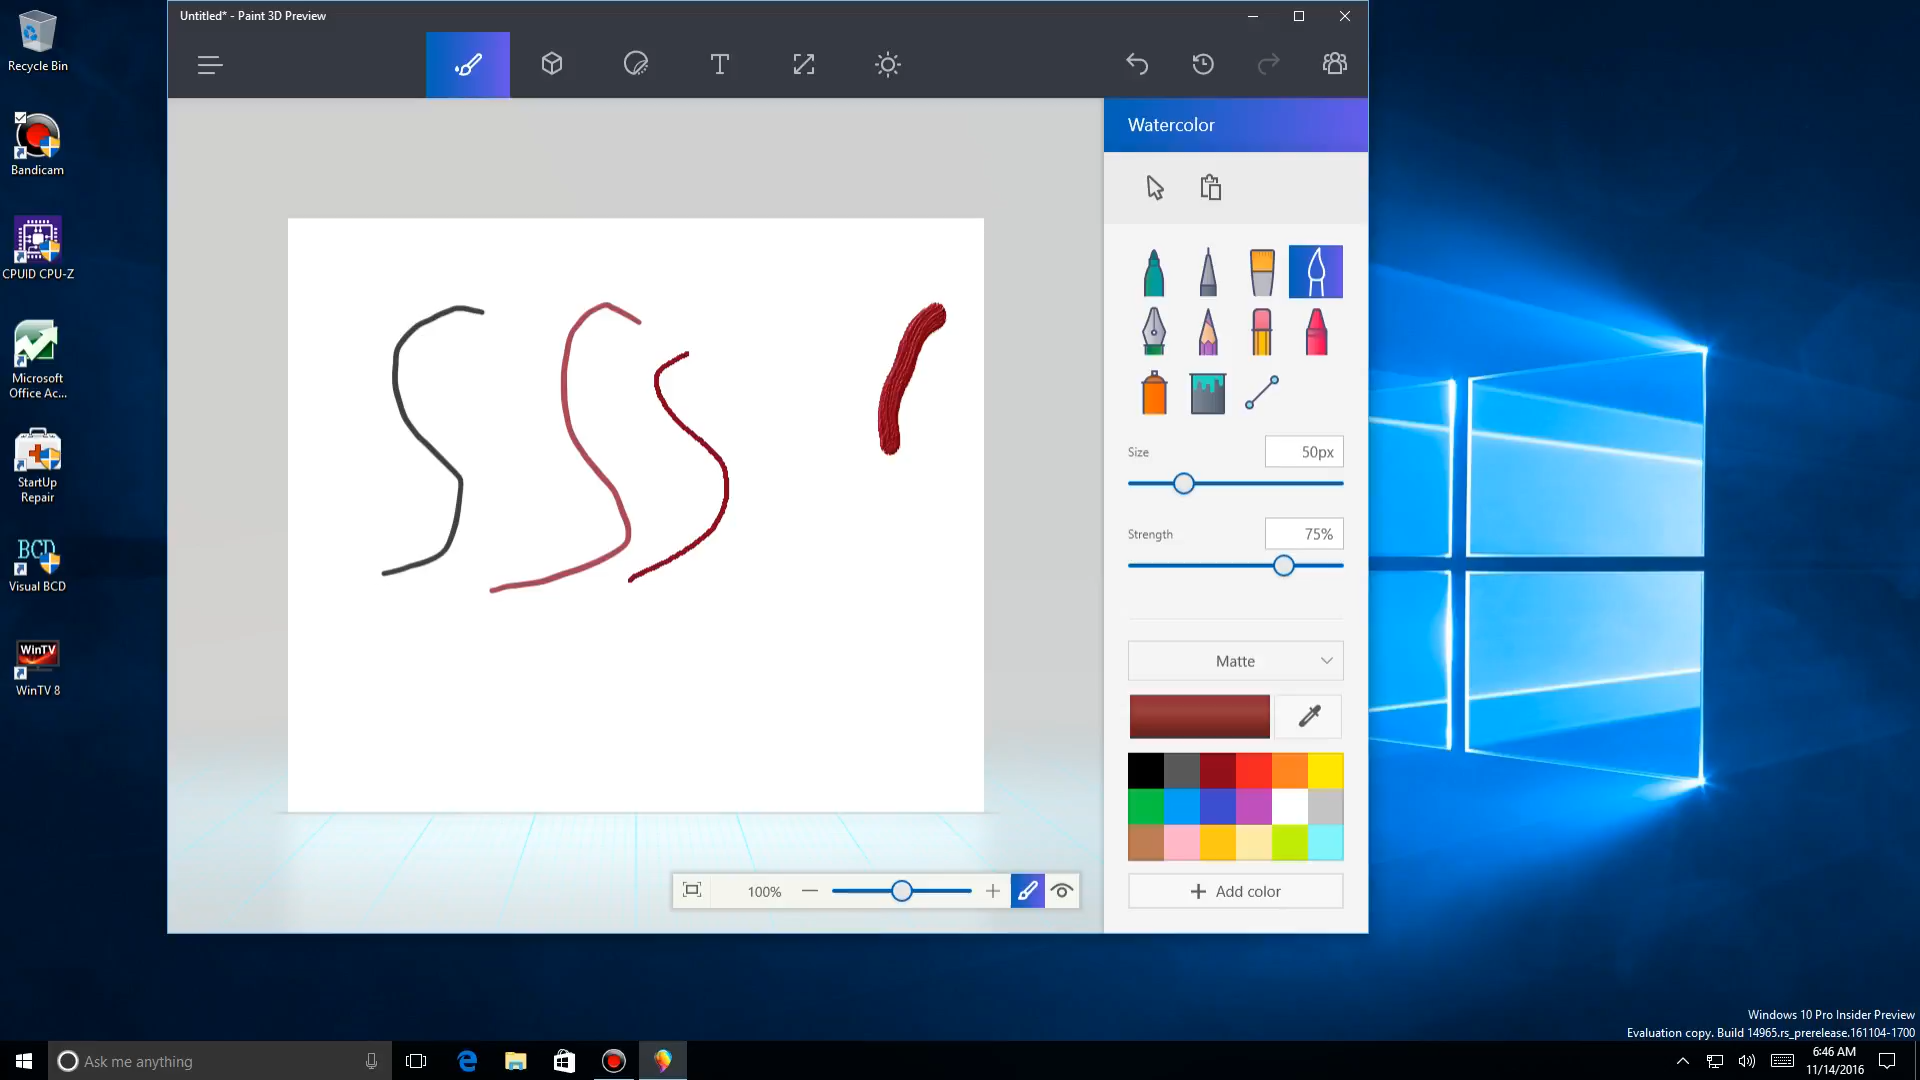 Untitled* - Paint 3D Preview
Recycle Bin
Bandicam
CPUID CPU-Z
Microsoft
Office Ac...
StartUp
Repair
BCD
Visual BCD
WinTV
WinTV 8
SSS
Watercolor
Size
50px
Strength
75%
Matte
100%
Add color
Windows 10 Pro Insider Preview
Evaluation copy. Build 14965.rs_prerelease.161104-1700
Ask me anything
6:46 AM
11/14/2016